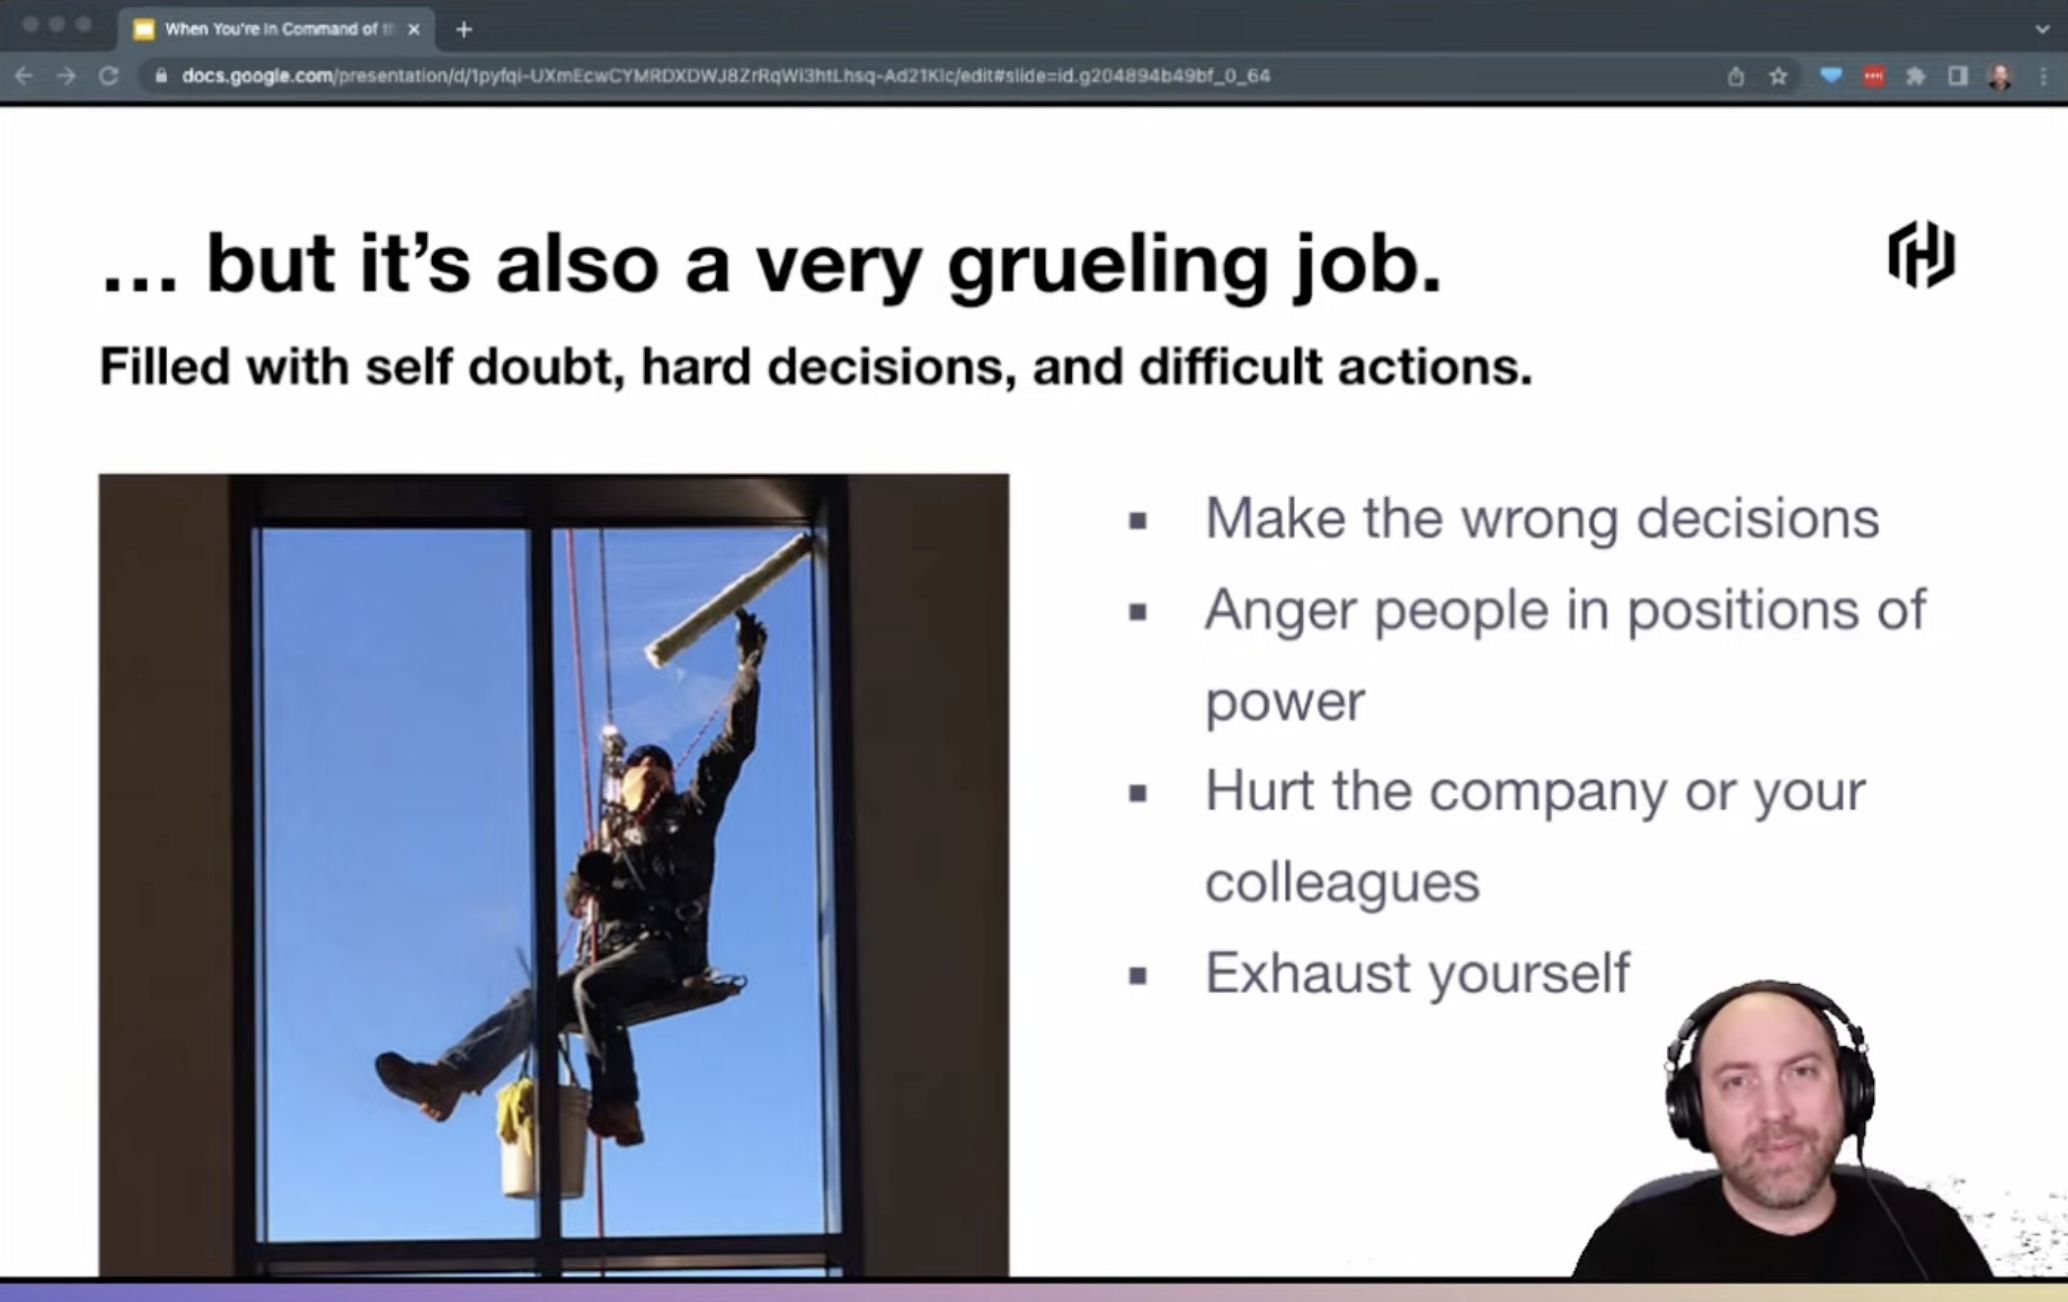 When You're in Command of th
docs.google.com/presentation/d/1pyfqi-UXmEcwCYMRDXDWJ8ZrRqWi3htLhsq-Ad21Klc/edit#slide=id.g204894b49bf_0_64
... but it’s also a very grueling job.
Filled with self doubt, hard decisions, and difficult actions.
Make the wrong decisions
Anger people in positions of
power
Hurt the company or your
colleagues
Exhaust yourself